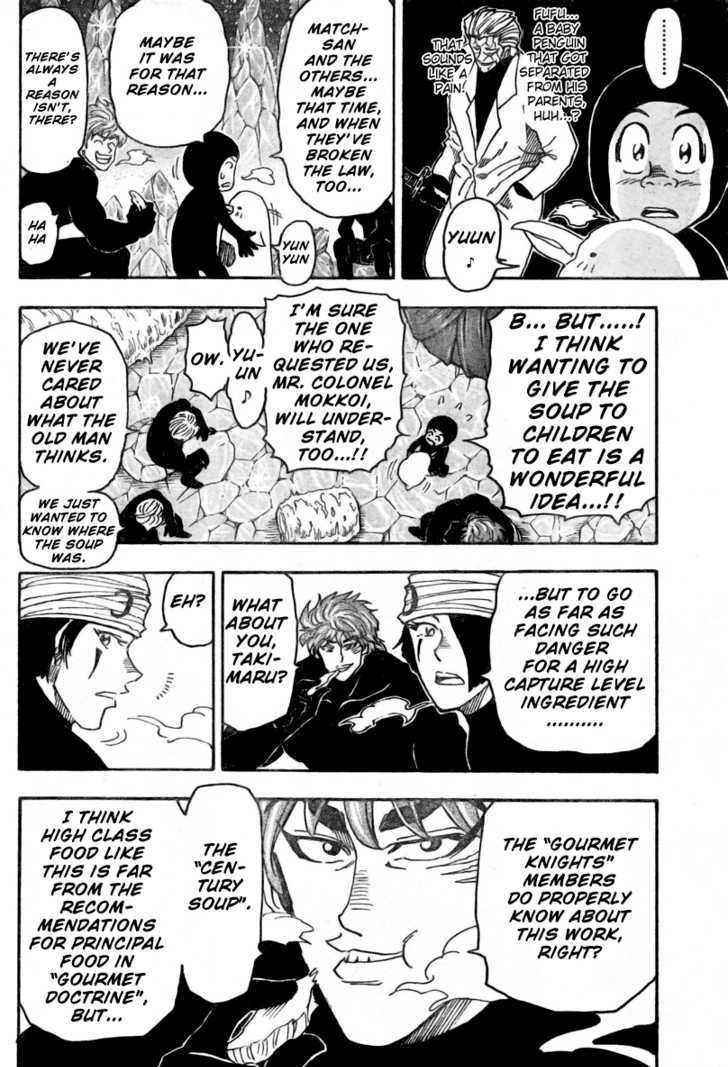 ..........
FUFU...
A BABY
PENGUIN
THAT GOT
SEPARATED
FROM HIS
PARENTS,
HUH...?
THAT
SOUNDS
LIKE A
PAIN!
YUUN
♪
MATCH-
SAN
AND THE
OTHERS...
MAYBE
THAT TIME,
AND WHEN
THEY'VE
BROKEN
THE LAW,
TOO...
YUN
YUN
MAYBE
IT WAS
FOR THAT
REASON...
THERE'S
ALWAYS
A
REASON
ISN'T,
THERE?
HA
HA
B... BUT.....!
I THINK
WANTING TO
GIVE THE
SOUP TO
CHILDREN
TO EAT IS A
WONDERFUL
IDEA...!!
I'M SURE
THE ONE
WHO RE-
QUESTED US,
MR. COLONEL
MOKKOI,
WILL UNDER-
STAND,
TOO...!!
YU-
UN
♪
OW.
WE'VE
NEVER
CARED
ABOUT
WHAT THE
OLD MAN
THINKS.
WE JUST
WANTED TO
KNOW WHERE
THE SOUP
WAS.
...BUT TO GO
AS FAR AS
FACING SUCH
DANGER
FOR A HIGH
CAPTURE LEVEL
INGREDIENT
..........
WHAT
ABOUT
YOU,
TAKI-
MARU?
EH?
THE "GOURMET
KNIGHTS"
MEMBERS
DO PROPERLY
KNOW ABOUT
THIS WORK,
RIGHT?
THE
"CEN-
TURY
SOUP".
I THINK
HIGH CLASS
FOOD LIKE
THIS IS FAR
FROM THE
RECOM-
MENDATIONS
FOR PRINCIPAL
FOOD IN
"GOURMET
DOCTRINE",
BUT...